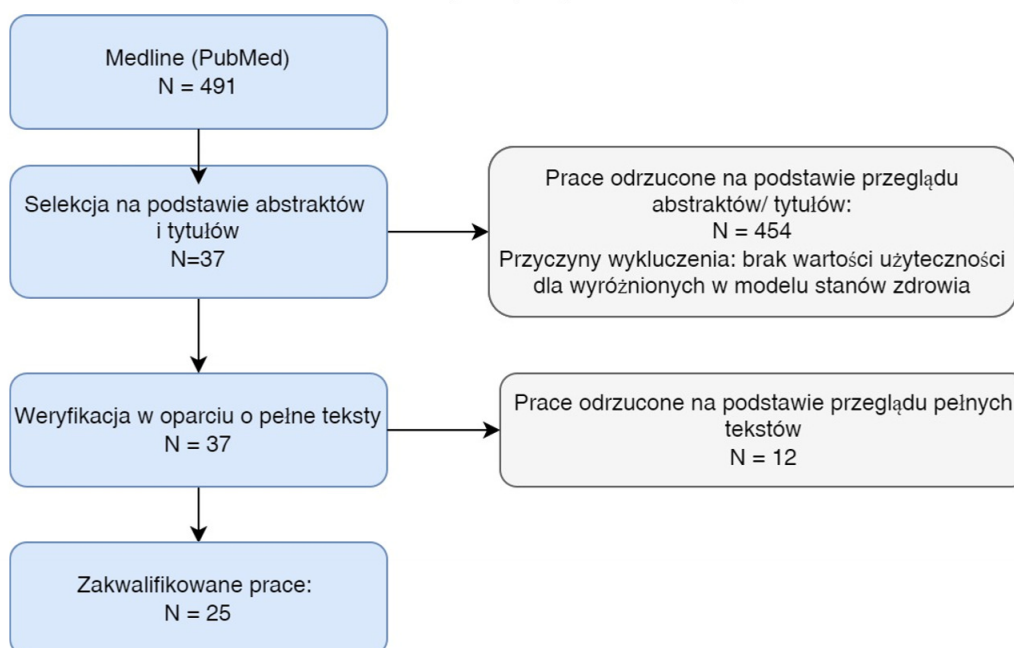 Medline (PubMed)
N = 491
Selekcja na podstawie abstraktów
i tytułów
N=37
Prace odrzucone na podstawie przeglądu
abstraktów/ tytułów:
N = 454
Przyczyny wykluczenia: brak wartości użyteczności
dla wyróżnionych w modelu stanów zdrowia
Weryfikacja w oparciu o pełne teksty
N = 37
Prace odrzucone na podstawie przeglądu pełnych
tekstów
N = 12
Zakwalifikowane prace:
N = 25